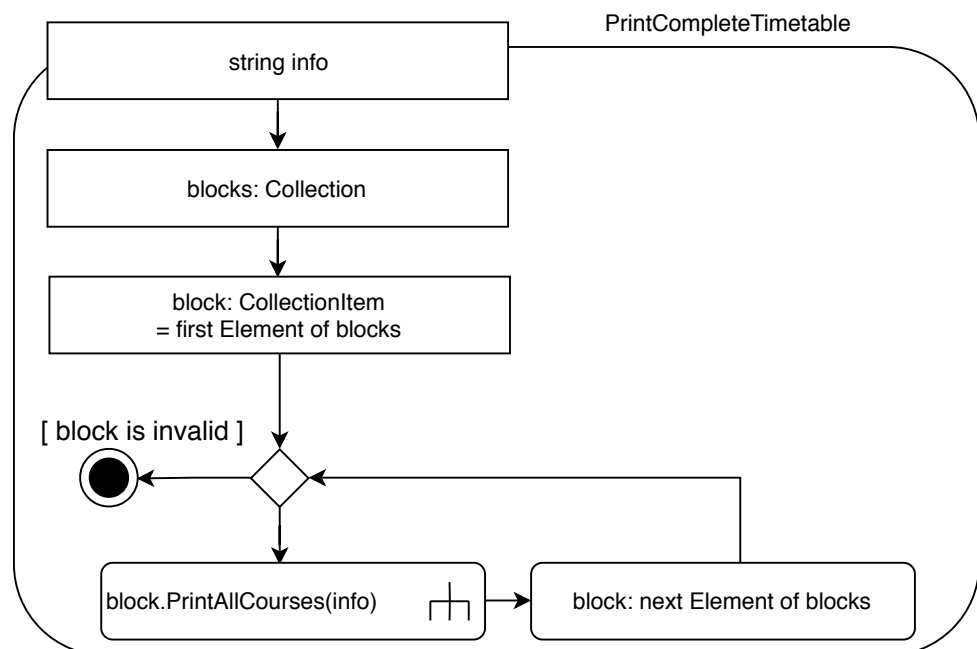 PrintCompleteTimetable
string info
blocks: Collection
block: CollectionItem
= first Element of blocks
[ block is invalid ]
block.PrintAllCourses(info)
block: next Element of blocks